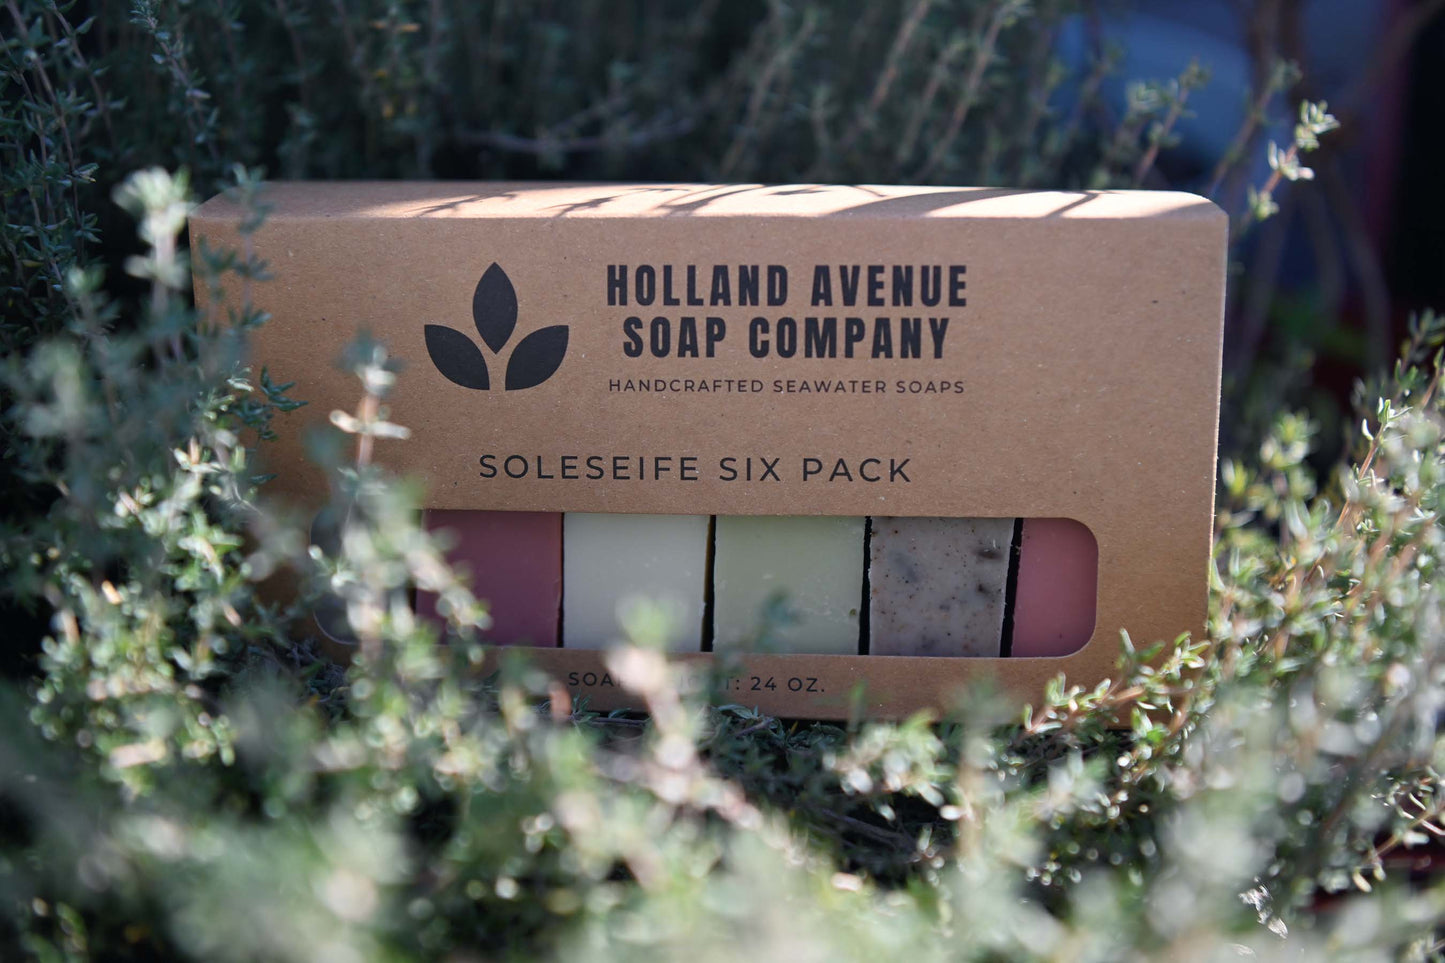 HOLLAND AVENUE
SOAP COMPANY
HANDCRAFTED SEAWATER SOAPS
SOLESEIFE SIX PACK
24 OZ.